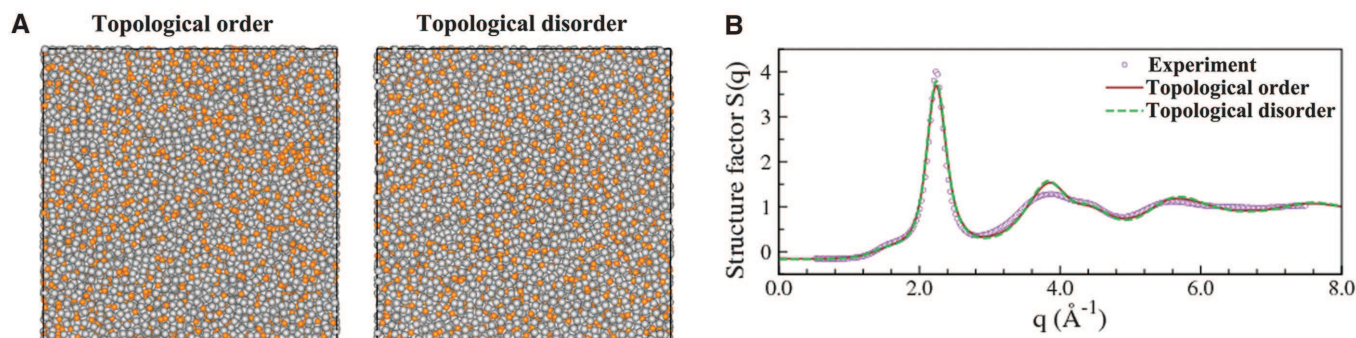 A
Topological order
Topological disorder
B
Structure factor S(q)
4
3
2
1
0
Experiment
Topological order
Topological disorder
0.0 2.0 4.0 6.0 8.0
q (Å⁻¹)